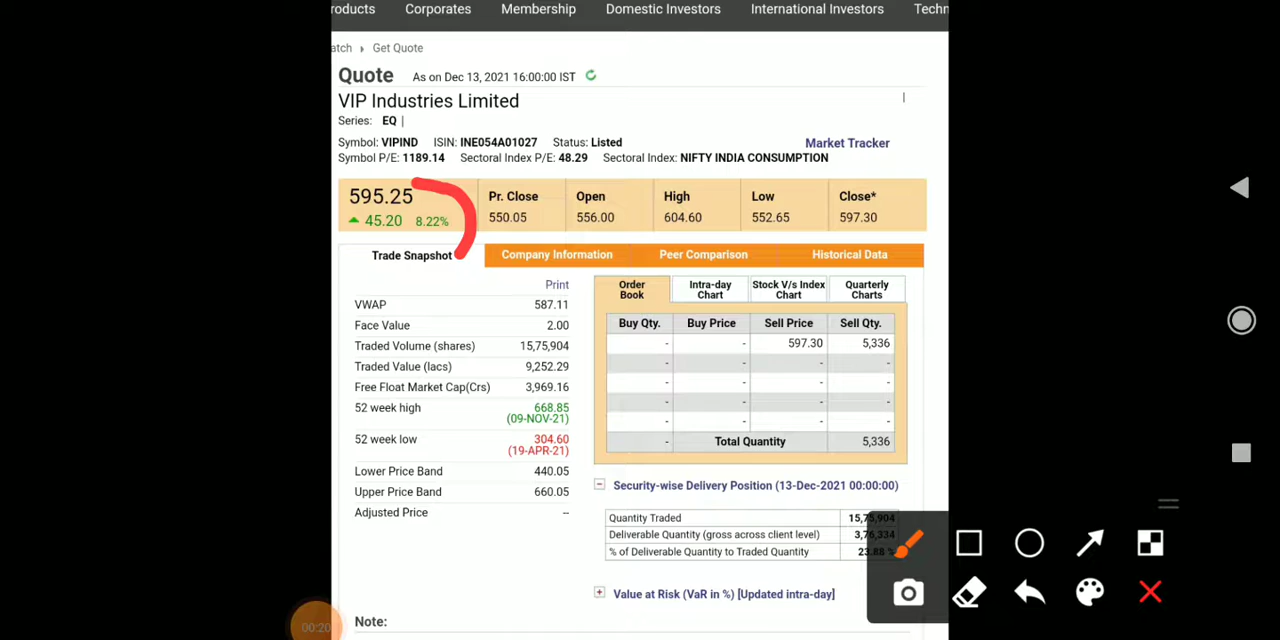 roducts Corporates Membership Domestic Investors International Investors Techn
atch › Get Quote
Quote As on Dec 13, 2021 16:00:00 IST
VIP Industries Limited
Series: EQ |
Symbol: VIPIND ISIN: INE054A01027 Status: Listed Market Tracker
Symbol P/E: 1189.14 Sectoral Index P/E: 48.29 Sectoral Index: NIFTY INDIA CONSUMPTION
595.25 Pr. Close Open High Low Close*
45.20 8.22% 550.05 556.00 604.60 552.65 597.30
Trade Snapshot Company Information Peer Comparison Historical Data
Print
VWAP 587.11
Face Value 2.00
Traded Volume (shares) 15,75,904
Traded Value (lacs) 9,252.29
Free Float Market Cap(Crs) 3,969.16
52 week high 668.85
(09-NOV-21)
52 week low 304.60
(19-APR-21)
Lower Price Band 440.05
Upper Price Band 660.05
Adjusted Price --
Order Book Intra-day Chart Stock V/s Index Chart Quarterly Charts
Buy Qty. Buy Price Sell Price Sell Qty.
- - 597.30 5,336
- - - -
- - - -
- - - -
- - - -
- Total Quantity 5,336
Security-wise Delivery Position (13-Dec-2021 00:00:00)
Quantity Traded 15,75,904
Deliverable Quantity (gross across client level) 3,76,334
% of Deliverable Quantity to Traded Quantity 23.88 %
Value at Risk (VaR in %) [Updated intra-day]
Note:
00:20